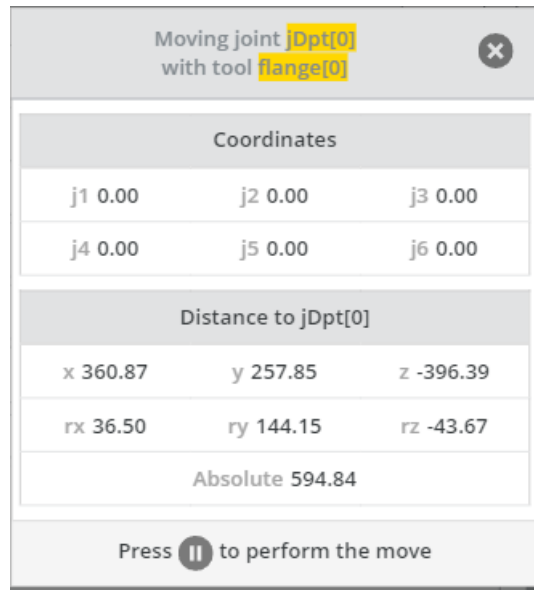 Moving joint jDpt[0]
with tool flange[0]
Coordinates
j1 0.00 j2 0.00 j3 0.00
j4 0.00 j5 0.00 j6 0.00
Distance to jDpt[0]
x 360.87 y 257.85 z -396.39
rx 36.50 ry 144.15 rz -43.67
Absolute 594.84
Press to perform the move